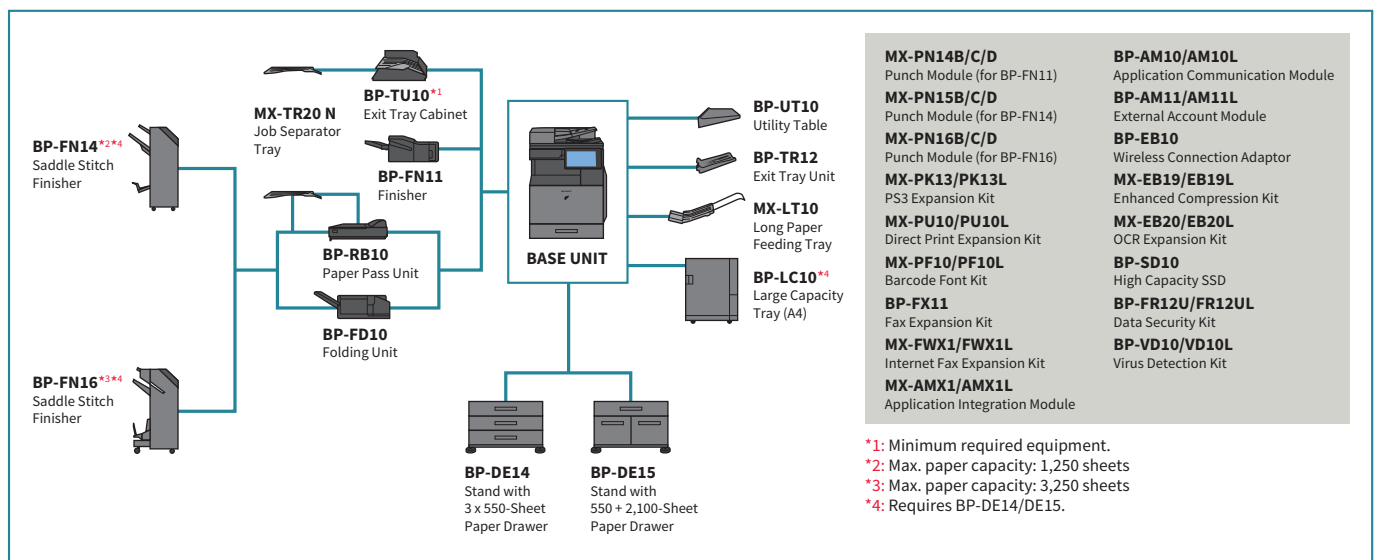 BP-FN14*2*4
Saddle Stitch
Finisher
BP-FN16*3*4
Saddle Stitch
Finisher
MX-TR20 N
Job Separator
Tray
BP-TU10*1
Exit Tray Cabinet
BP-FN11
Finisher
BP-RB10
Paper Pass Unit
BP-FD10
Folding Unit
BASE UNIT
BP-UT10
Utility Table
BP-TR12
Exit Tray Unit
MX-LT10
Long Paper
Feeding Tray
BP-LC10*4
Large Capacity
Tray (A4)
BP-DE14
Stand with
3 x 550-Sheet
Paper Drawer
BP-DE15
Stand with
550 + 2,100-Sheet
Paper Drawer
MX-PN14B/C/D
Punch Module (for BP-FN11)
MX-PN15B/C/D
Punch Module (for BP-FN14)
MX-PN16B/C/D
Punch Module (for BP-FN16)
MX-PK13/PK13L
PS3 Expansion Kit
MX-PU10/PU10L
Direct Print Expansion Kit
MX-PF10/PF10L
Barcode Font Kit
BP-FX11
Fax Expansion Kit
MX-FWX1/FWX1L
Internet Fax Expansion Kit
MX-AMX1/AMX1L
Application Integration Module
BP-AM10/AM10L
Application Communication Module
BP-AM11/AM11L
External Account Module
BP-EB10
Wireless Connection Adaptor
MX-EB19/EB19L
Enhanced Compression Kit
MX-EB20/EB20L
OCR Expansion Kit
BP-SD10
High Capacity SSD
BP-FR12U/FR12UL
Data Security Kit
BP-VD10/VD10L
Virus Detection Kit
*1: Minimum required equipment.
*2: Max. paper capacity: 1,250 sheets
*3: Max. paper capacity: 3,250 sheets
*4: Requires BP-DE14/DE15.